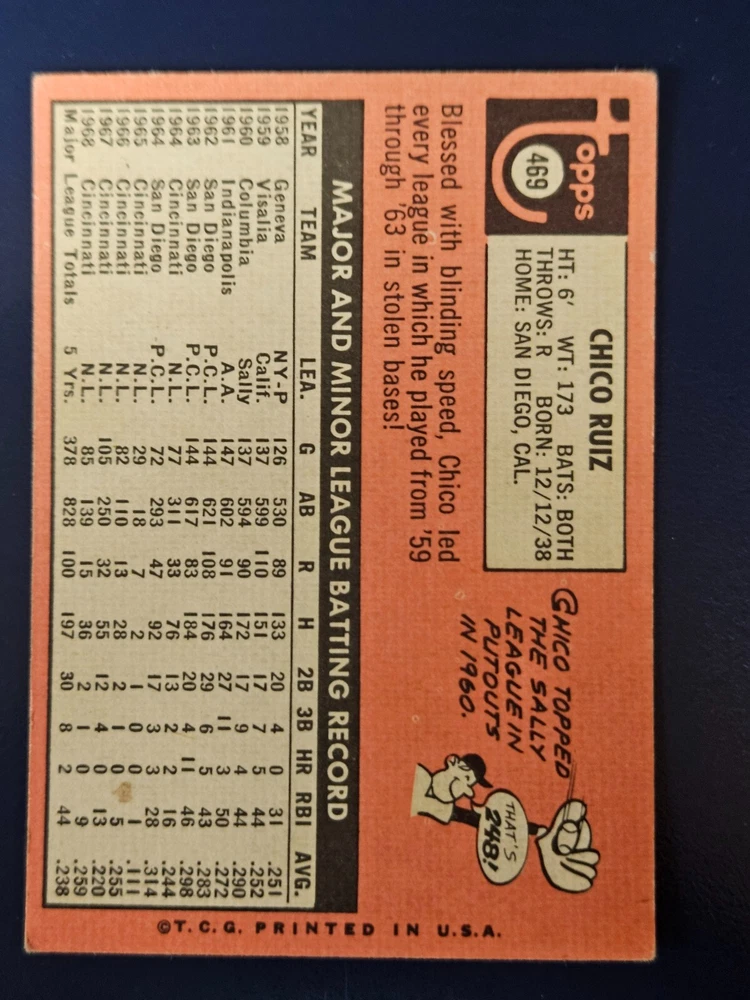 Topps
469
CHICO RUIZ
HT: 6' WT: 173 BATS: BOTH
THROWS: R BORN: 12/12/38
HOME: SAN DIEGO, CAL.
CHICO TOPPED
THE SALLY
LEAGUE IN
PUTOUTS
IN 1960.
THAT'S
248!
Blessed with blinding speed, Chico led
every league in which he played from '59
through '63 in stolen bases!
MAJOR AND MINOR LEAGUE BATTING RECORD
YEAR TEAM LEA. G AB R H 2B 3B HR RBI AVG.
1958 Geneva NY-P 126 530 89 133 20 4 0 31 .251
1959 Visalia Calif. 137 599 110 151 17 7 5 44 .252
1960 Columbia Sally 137 594 90 172 17 9 4 44 .290
1961 Indianapolis A.A. 147 602 91 164 27 11 3 50 .272
1962 San Diego P.C.L. 144 621 108 176 29 6 5 43 .283
1963 San Diego P.C.L. 144 617 83 184 20 4 11 46 .298
1964 Cincinnati N.L. 77 311 33 76 13 2 2 16 .244
1964 San Diego P.C.L. 72 293 47 92 17 3 3 28 .314
1965 Cincinnati N.L. 29 18 7 2 1 0 0 1 .111
1966 Cincinnati N.L. 82 110 13 28 2 1 0 5 .255
1967 Cincinnati N.L. 105 250 32 55 12 4 0 13 .220
1968 Cincinnati N.L. 85 139 15 36 2 1 0 9 .259
Major League Totals 5 Yrs. 378 828 100 197 30 8 2 44 .238
©T.C.G. PRINTED IN U.S.A.